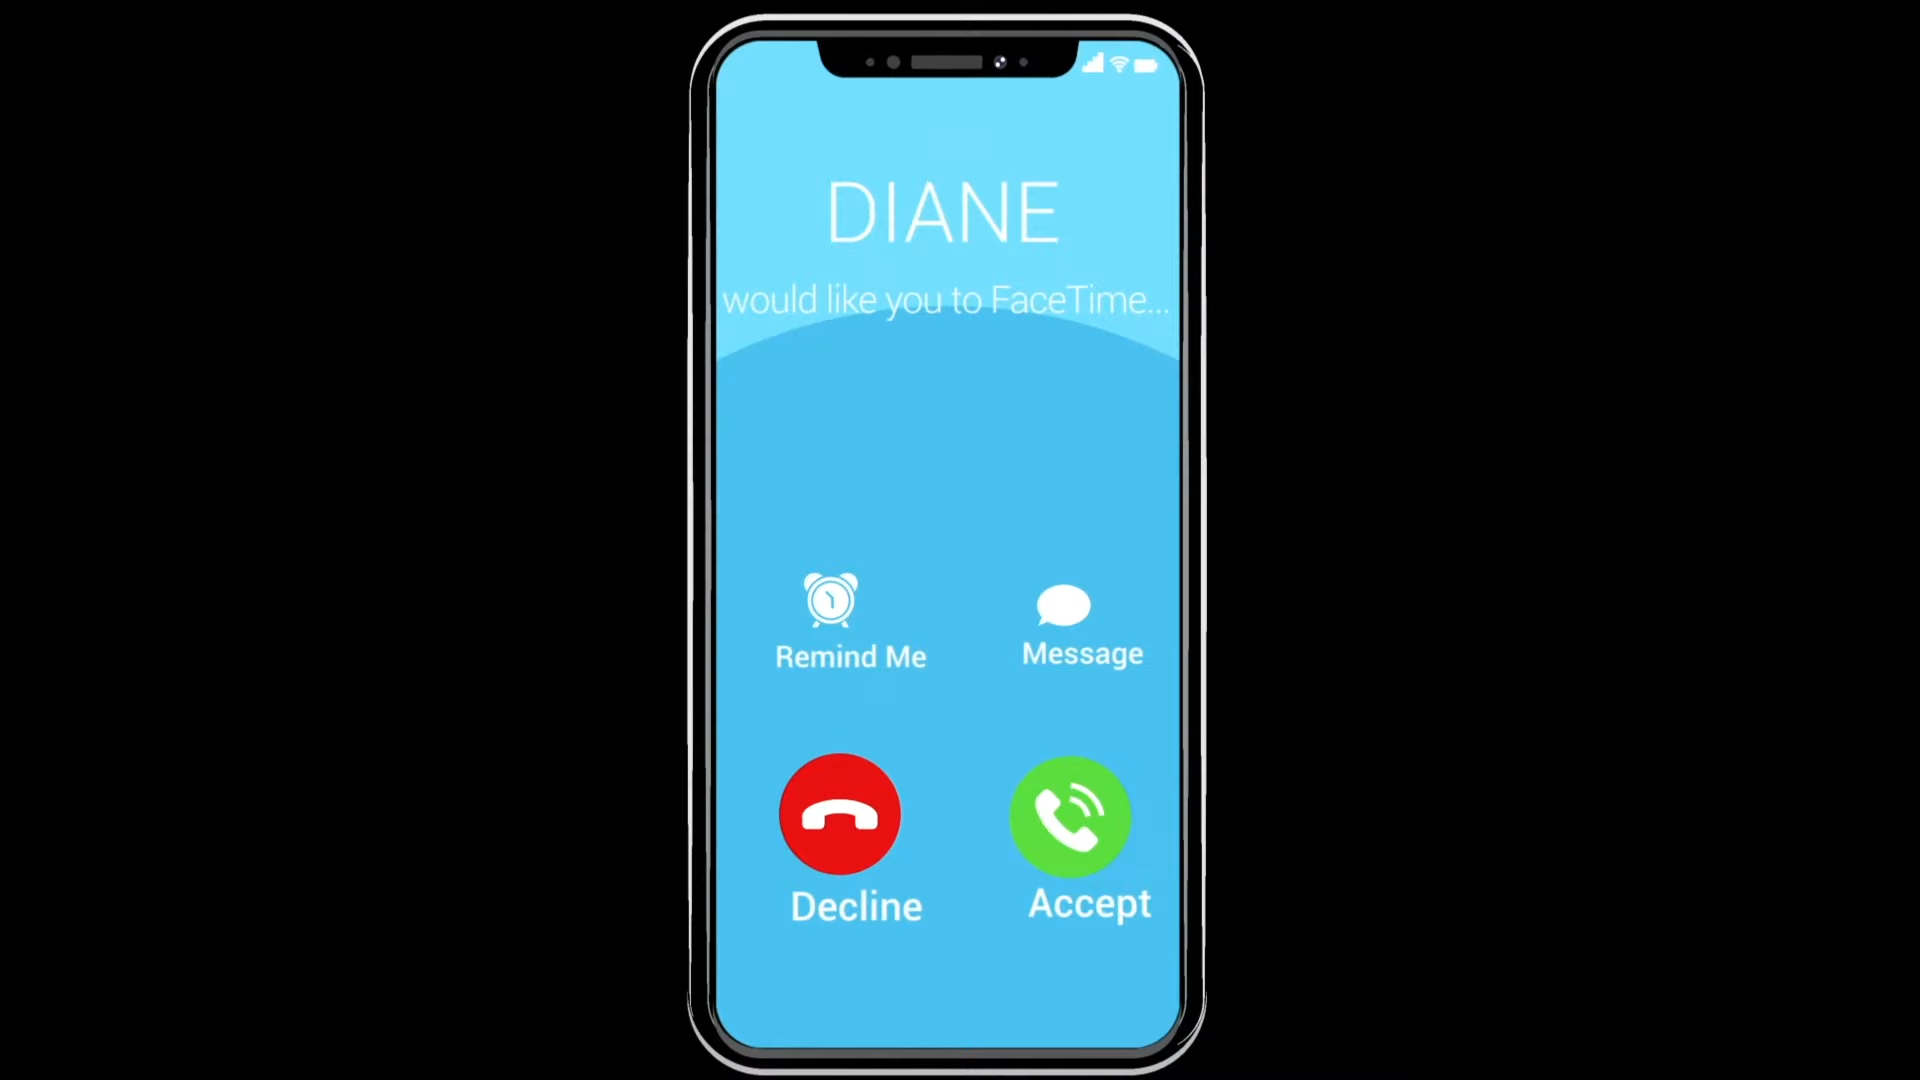 DIANE
would like you to FaceTime...
Remind Me
Message
Decline
Accept